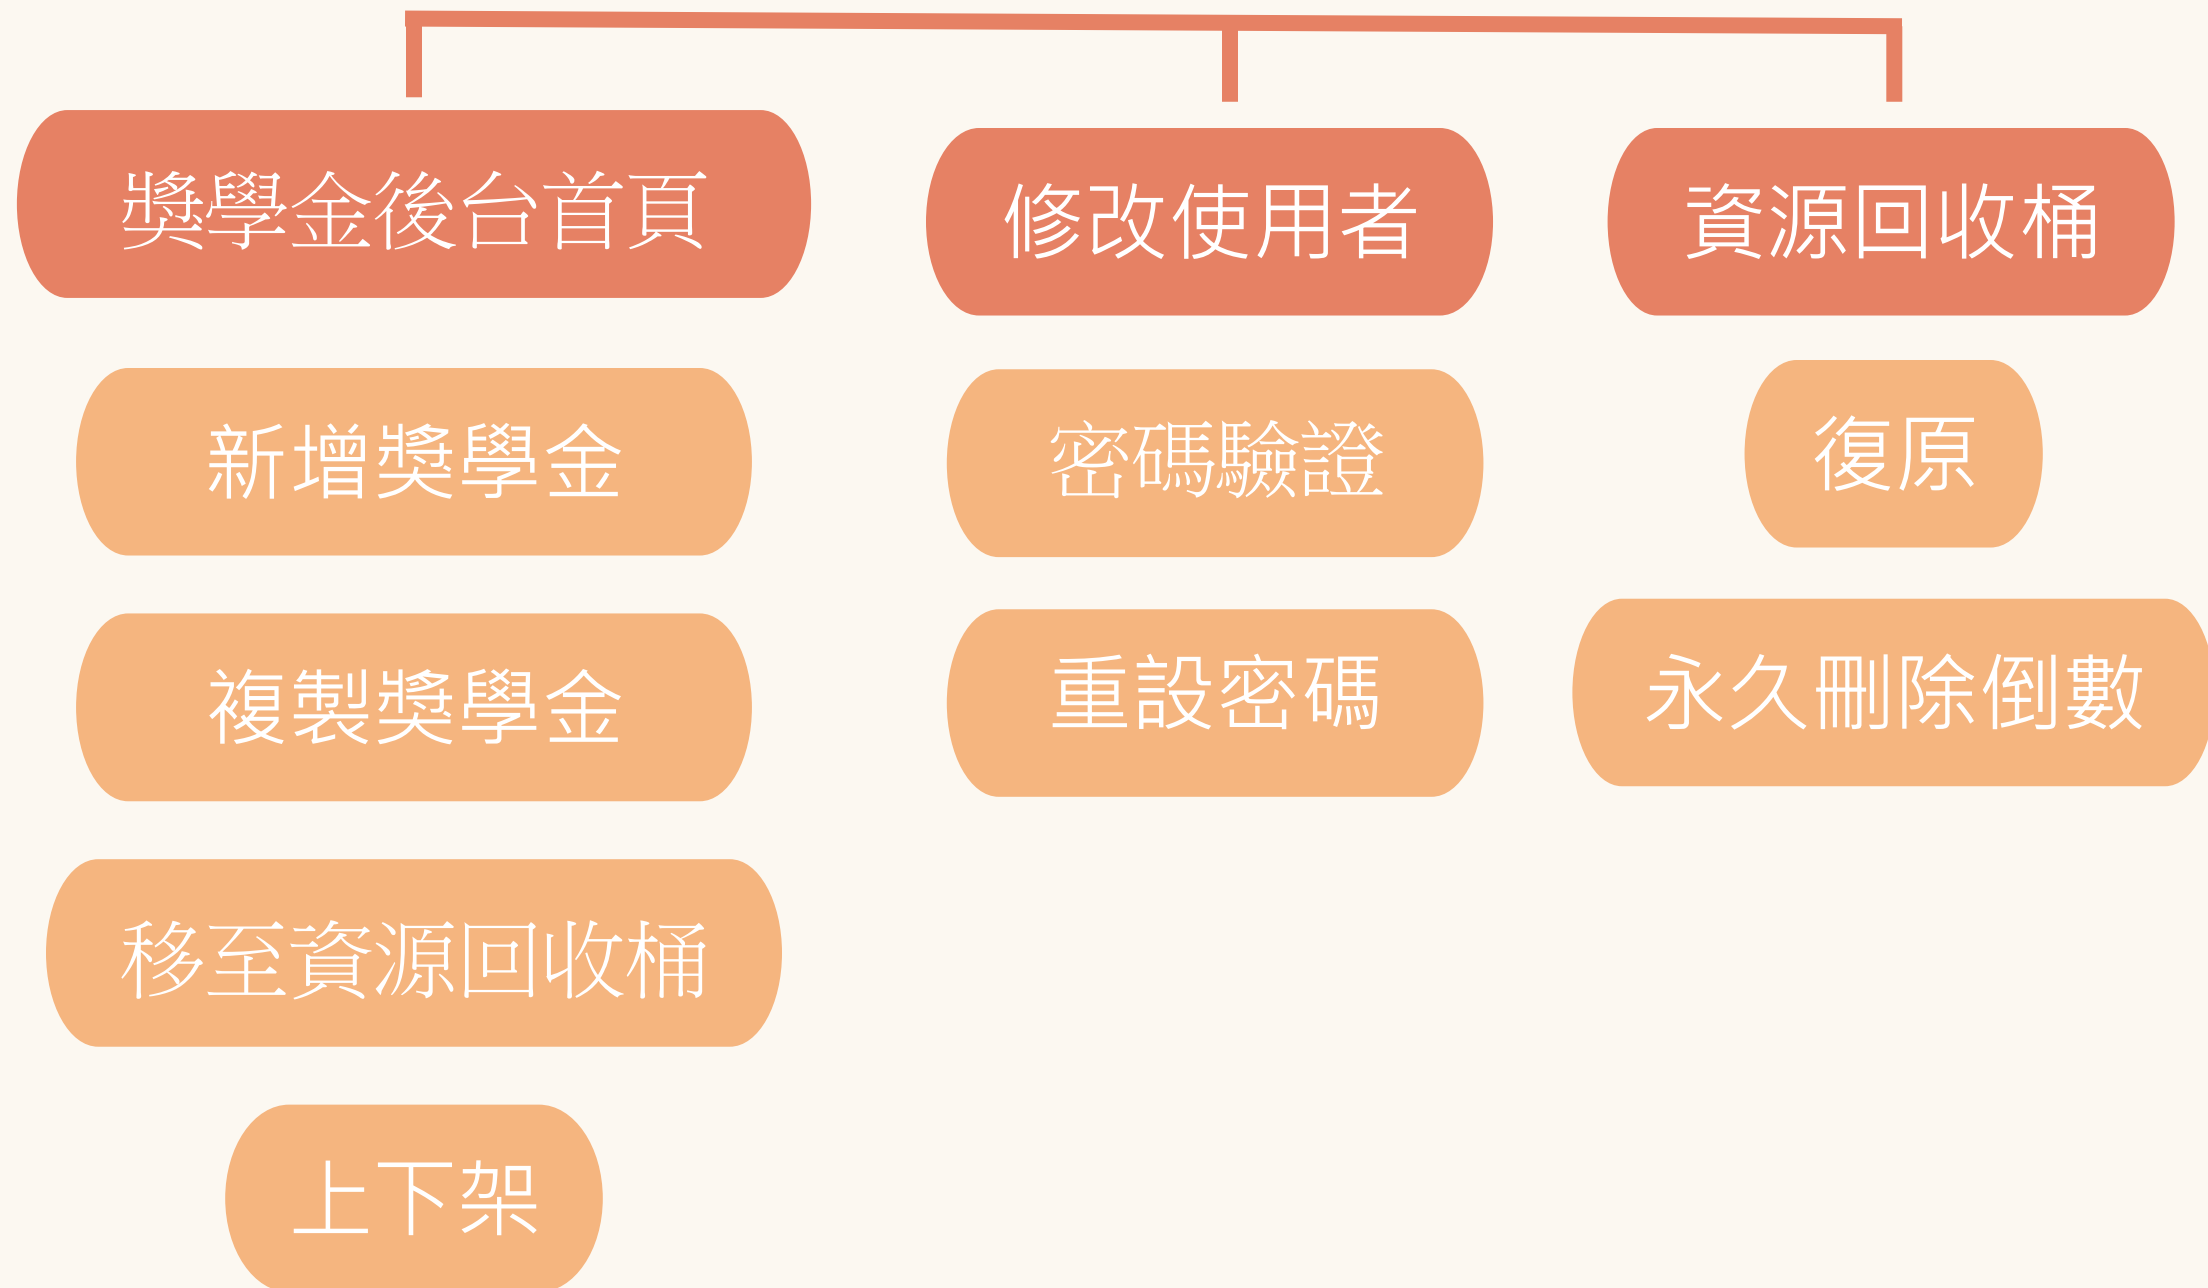 獎學金後台首頁
新增獎學金
複製獎學金
移至資源回收桶
上下架
修改使用者
密碼驗證
重設密碼
資源回收桶
復原
永久刪除倒數